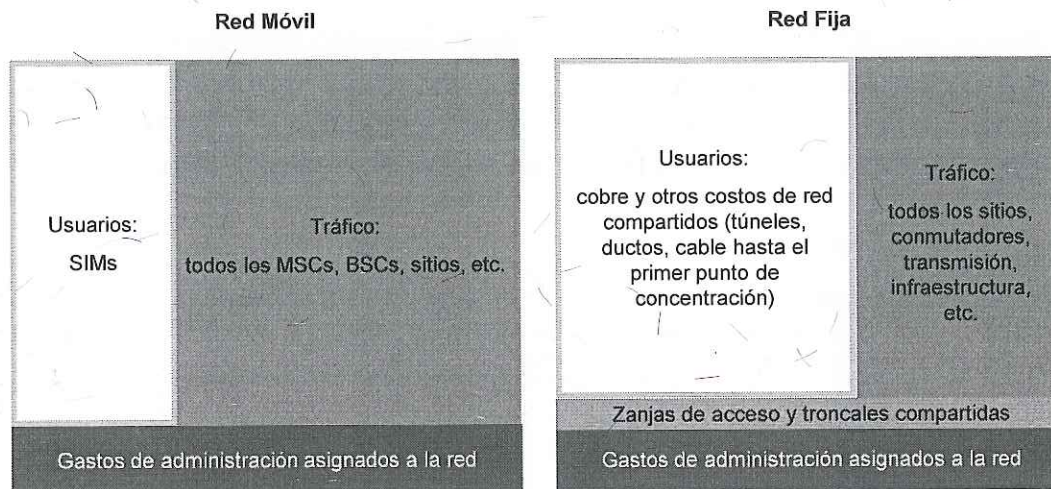 Red Móvil
Usuarios:
SIMs
Tráfico:
todos los MSCs, BSCs, sitios, etc.
Gastos de administración asignados a la red
Red Fija
Usuarios:
cobre y otros costos de red
compartidos (túneles,
ductos, cable hasta el
primer punto de
concentración)
Tráfico:
todos los sitios,
conmutadores,
transmisión,
infraestructura,
etc.
Zanjas de acceso y troncales compartidas
Gastos de administración asignados a la red